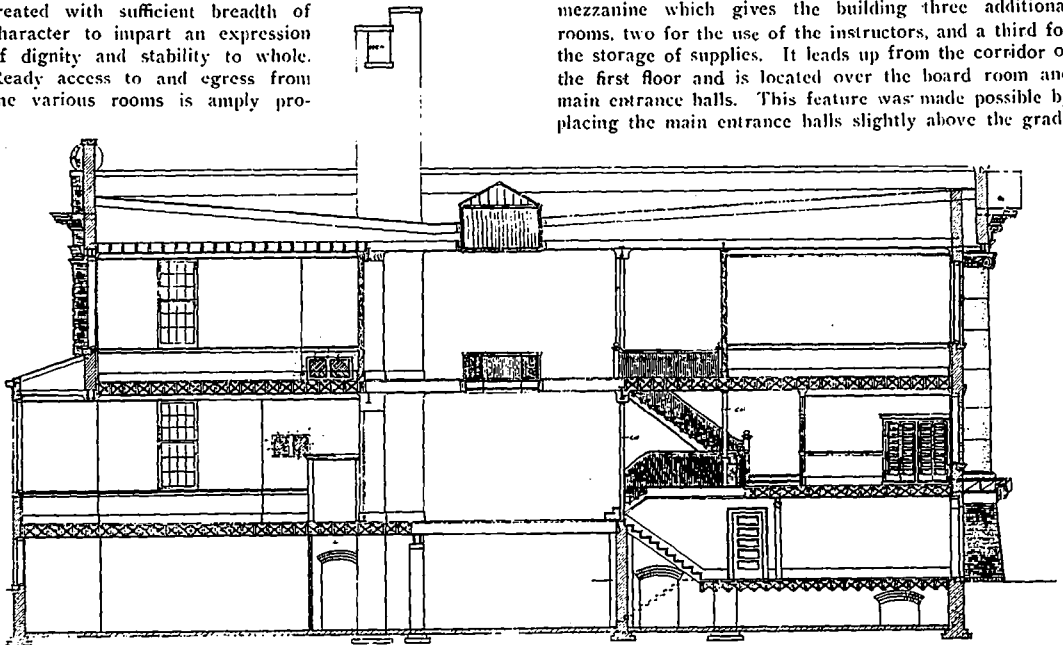 reated with sufficient breadth of
haracter to impart an expression
f dignity and stability to whole.
Ready access to and egress from
he various rooms is amply pro-
mezzanine which gives the building three additiona
rooms, two for the use of the instructors, and a third fo
the storage of supplies. It leads up from the corridor o
the first floor and is located over the board room and
main entrance halls. This feature was made possible b
placing the main entrance halls slightly above the grad